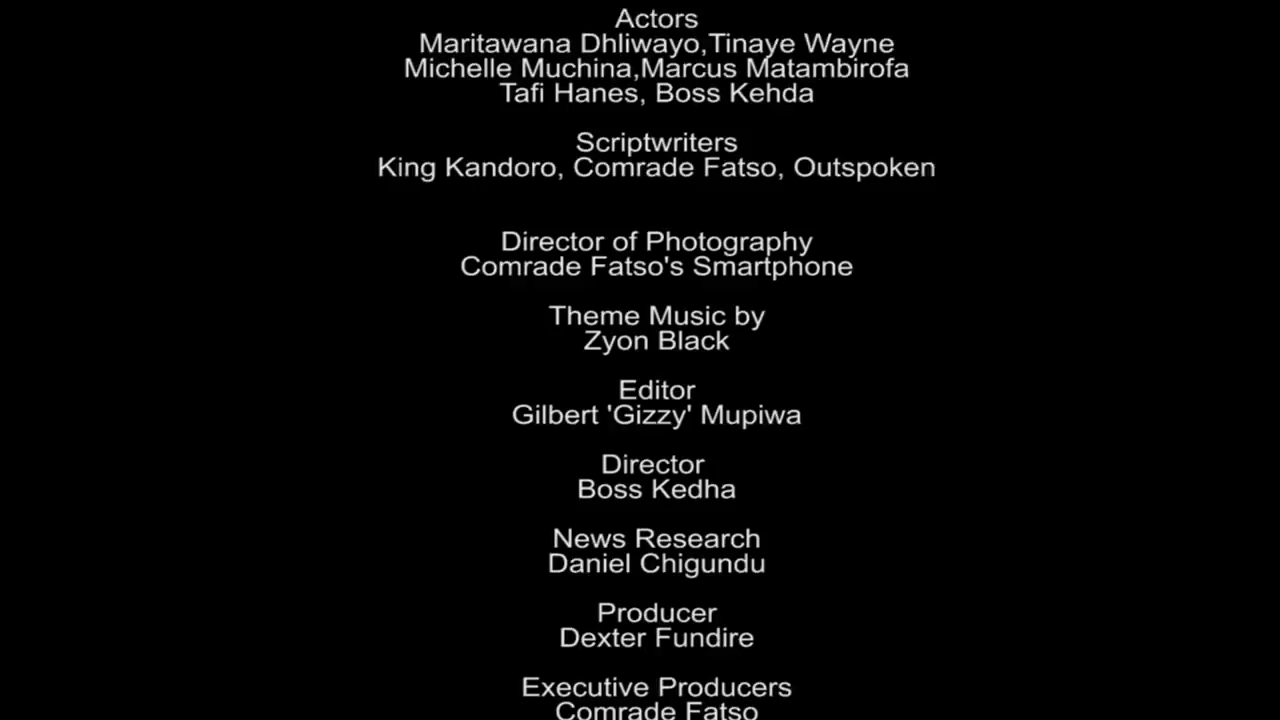 Actors
Maritawana Dhliwayo,Tinaye Wayne
Michelle Muchina,Marcus Matambirofa
Tafi Hanes, Boss Kehda
Scriptwriters
King Kandoro, Comrade Fatso, Outspoken
Director of Photography
Comrade Fatso's Smartphone
Theme Music by
Zyon Black
Editor
Gilbert 'Gizzy' Mupiwa
Director
Boss Kedha
News Research
Daniel Chigundu
Producer
Dexter Fundire
Executive Producers
Comrade Fatso